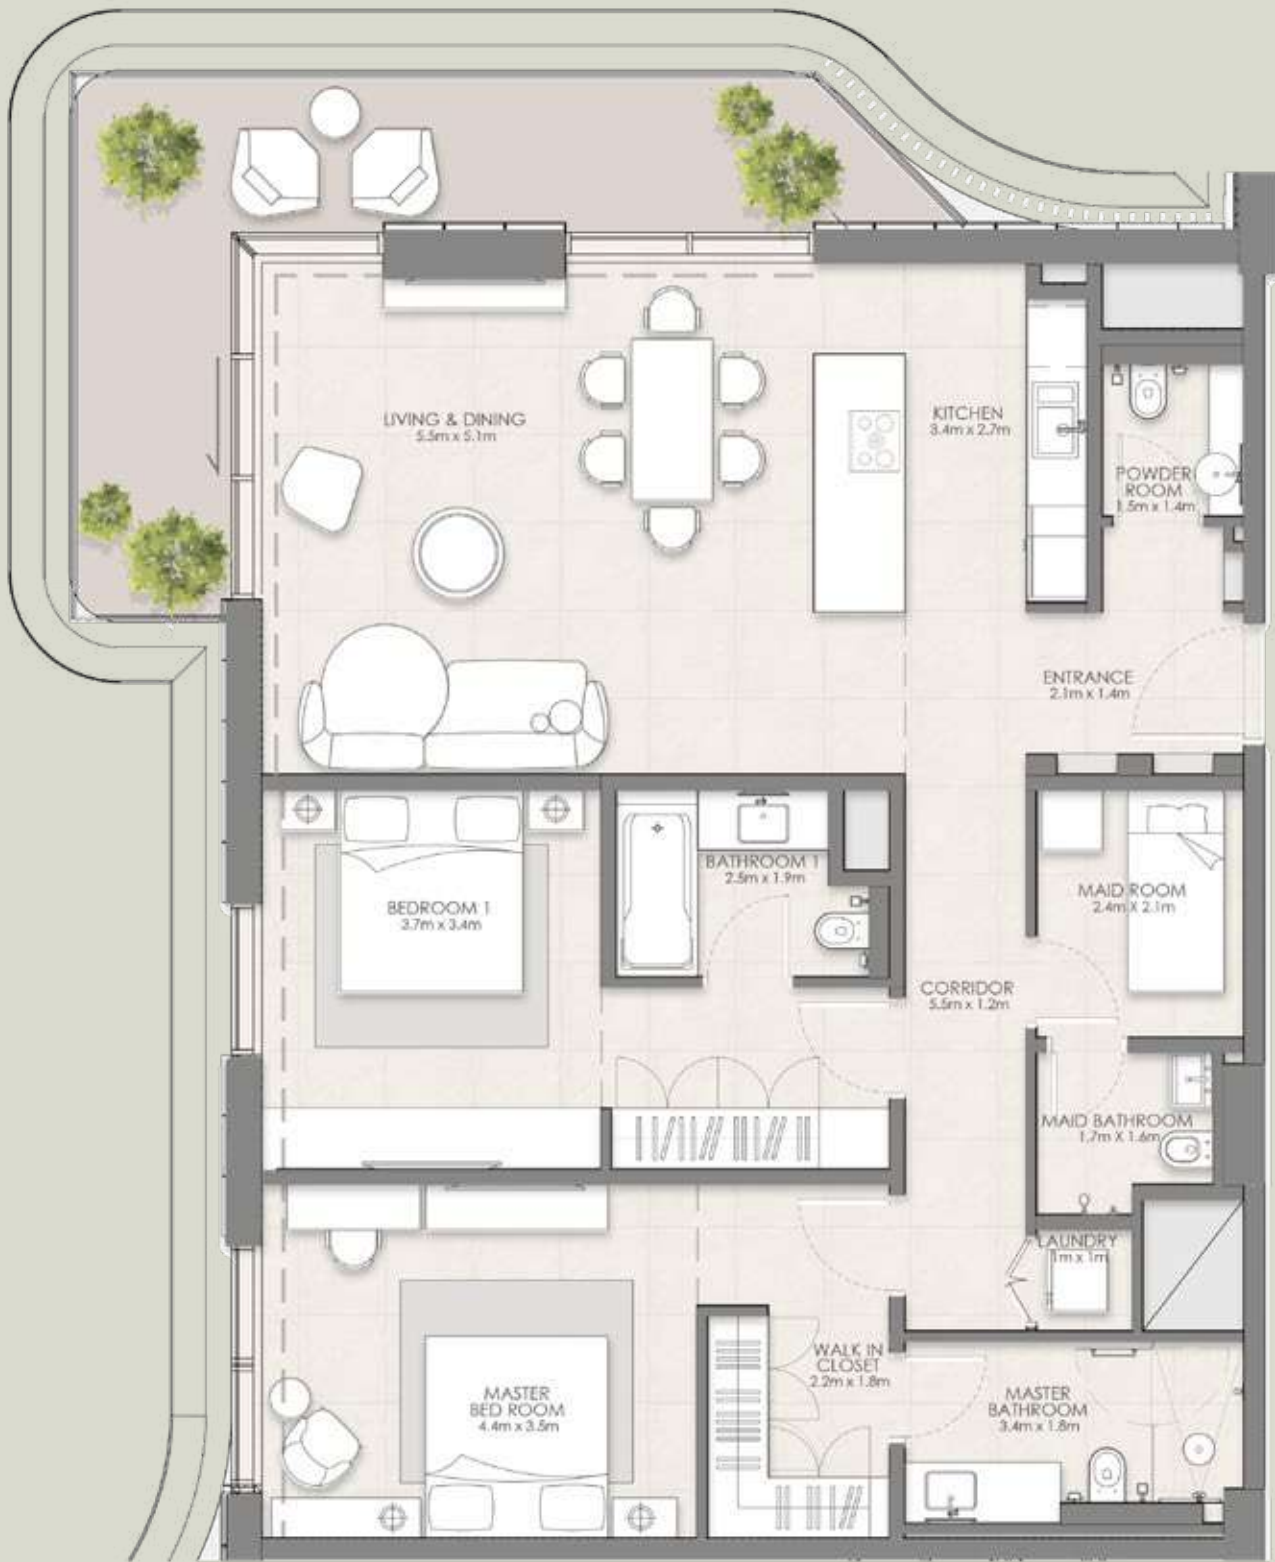 LIVING & DINING
5.5m x 5.1m
KITCHEN
3.4m x 2.7m
POWDER
ROOM
1.5m x 1.4m
ENTRANCE
2.1m x 1.4m
BATHROOM 1
2.5m x 1.9m
BEDROOM 1
3.7m x 3.4m
MAID ROOM
2.4m X 2.1m
CORRIDOR
5.5m x 1.2m
MAID BATHROOM
1.7m X 1.6m
LAUNDRY
1m x 1m
WALK IN
CLOSET
2.2m x 1.8m
MASTER
BED ROOM
4.4m x 3.5m
MASTER
BATHROOM
3.4m x 1.8m